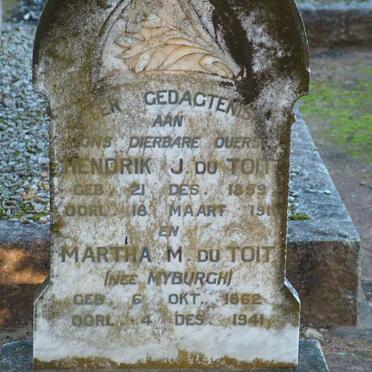 TER GEDAGTENIS
AAN
ONS DIERBARE OUERS
HENDRIK J. DU TOIT
GEB. 21 DES. 1859
OORL. 18 MAART
EN
MARTHA M. DU TOIT
(NEE MYBURGH)
GEB. 6 OKT. 1862
OORL. 4 DES. 1941